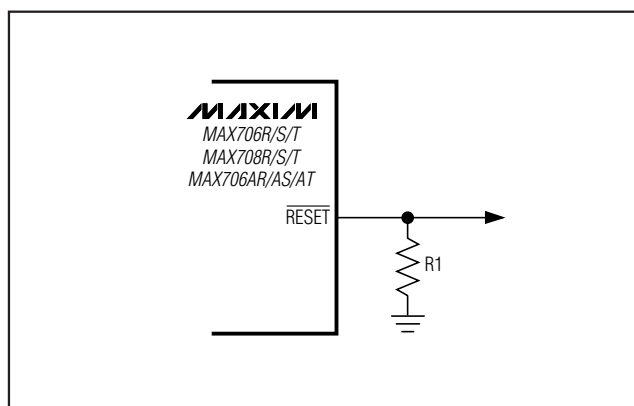 MAXIM
MAX706R/S/T
MAX708R/S/T
MAX706AR/AS/AT
RESET
R1